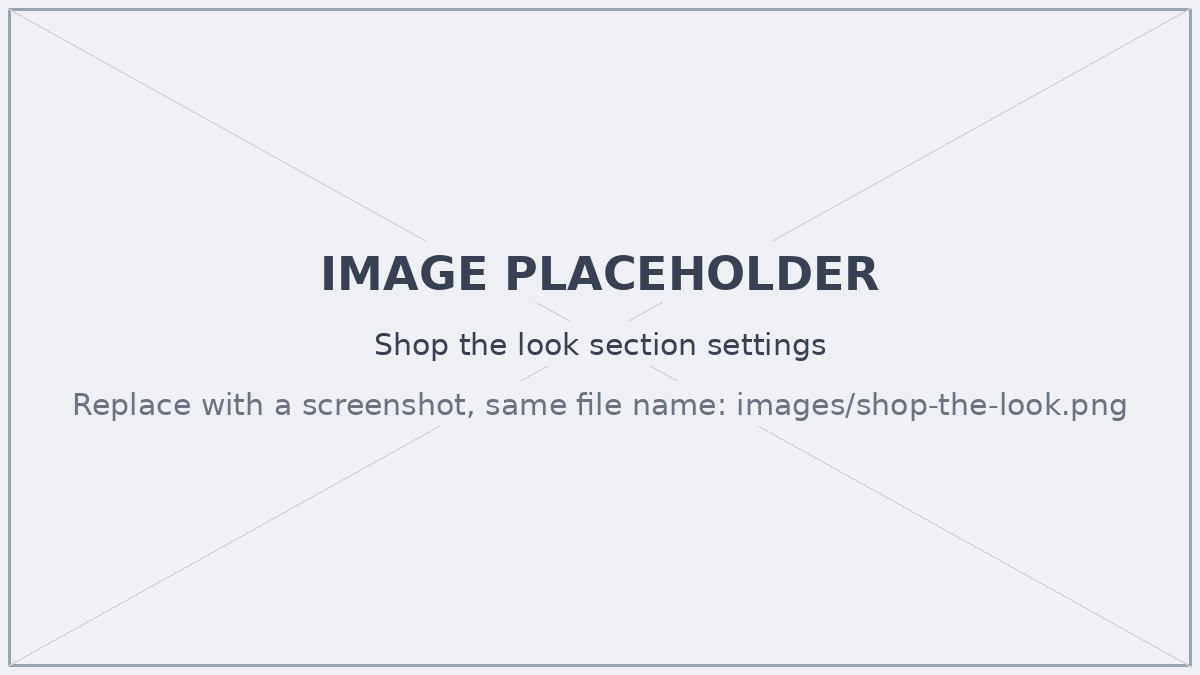 IMAGE PLACEHOLDER
Shop the look section settings
Replace with a screenshot, same file name: images/shop-the-look.png